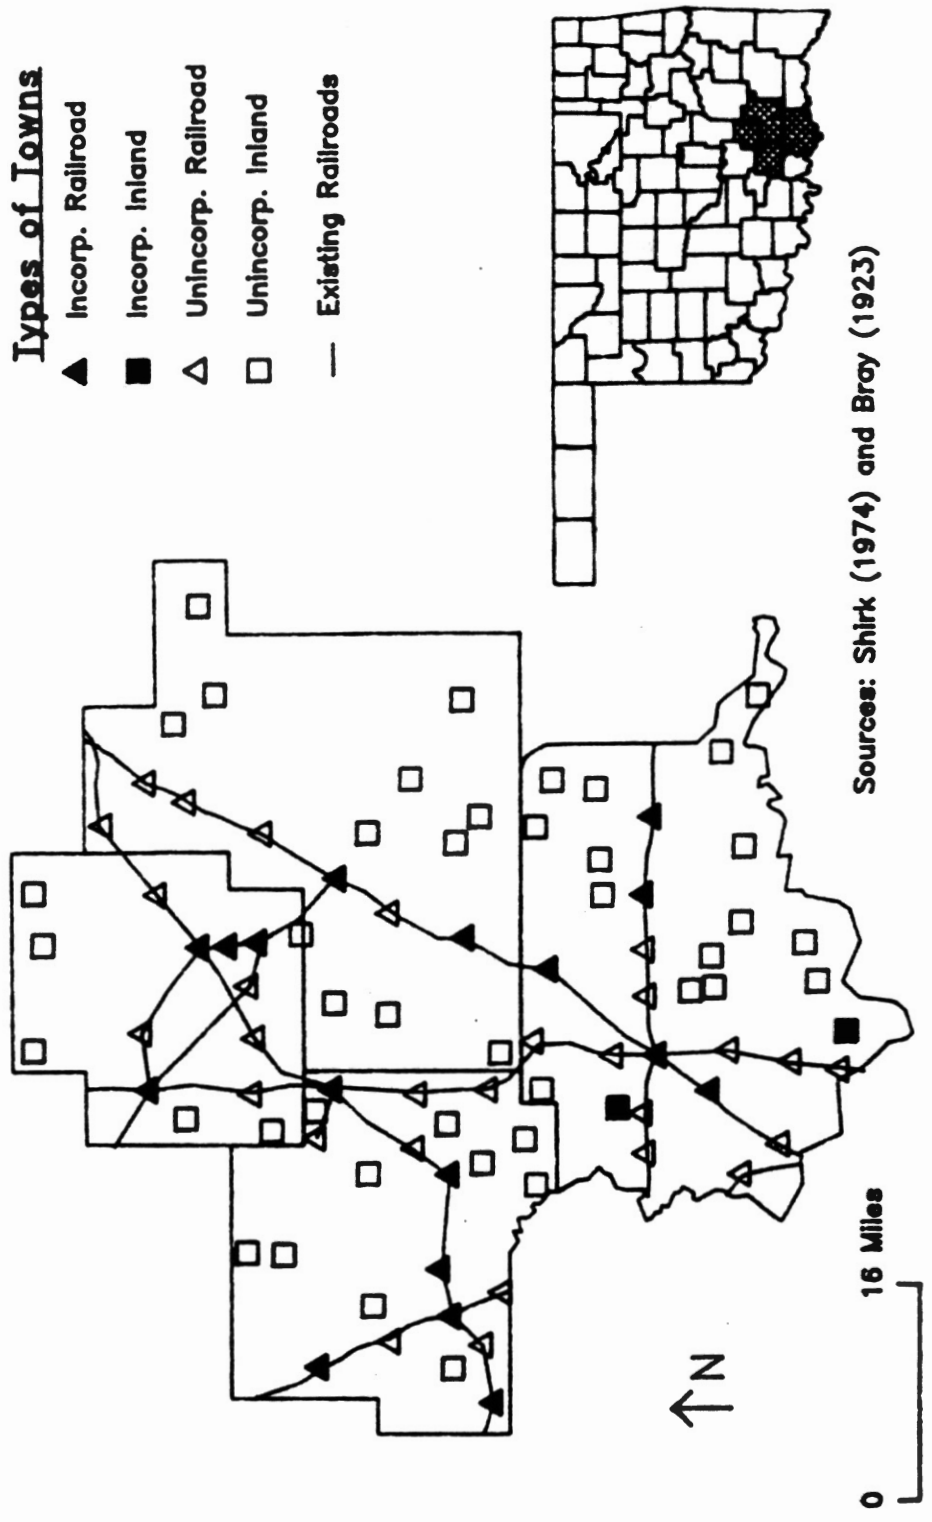 Types of Towns
Incorp. Railroad
Incorp. Inland
Unincorp. Railroad
Unincorp. Inland
Existing Railroads
N
0 16 Miles
Sources: Shirk (1974) and Bray (1923)